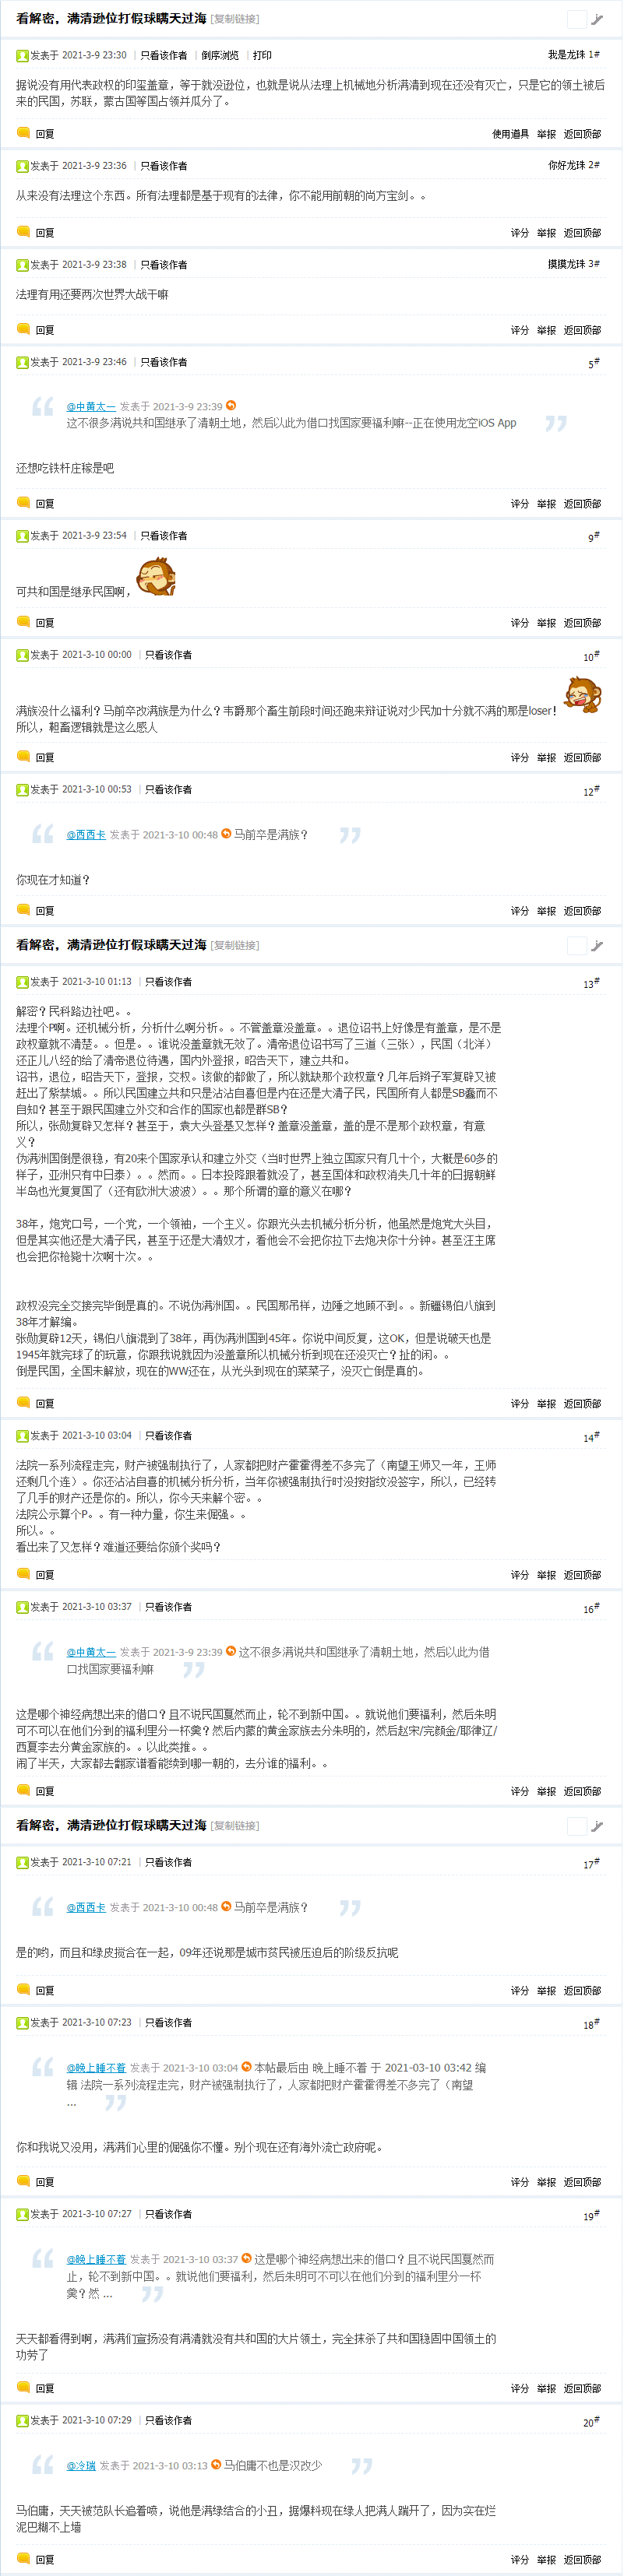 看解密，满清逊位打假球瞒天过海 [复制链接]
发表于 2021-3-9 23:30 | 只看该作者 | 倒序浏览 | 打印 我是龙珠 1#
据说没有用代表政权的印玺盖章，等于就没逊位，也就是说从法理上机械地分析满清到现在还没有灭亡，只是它的领土被后
来的民国，苏联，蒙古国等国占领并瓜分了。
回复 使用道具 举报 返回顶部
发表于 2021-3-9 23:36 | 只看该作者 你好龙珠 2#
从来没有法理这个东西。所有法理都是基于现有的法律，你不能用前朝的尚方宝剑。。
回复 评分 举报 返回顶部
发表于 2021-3-9 23:38 | 只看该作者 摸摸龙珠 3#
法理有用还要两次世界大战干嘛
回复 评分 举报 返回顶部
发表于 2021-3-9 23:46 | 只看该作者 5#
@中黄太一 发表于 2021-3-9 23:39
这不很多满说共和国继承了清朝土地，然后以此为借口找国家要福利嘛--正在使用龙空iOS App
还想吃铁杆庄稼是吧
回复 评分 举报 返回顶部
发表于 2021-3-9 23:54 | 只看该作者 9#
可共和国是继承民国啊，
回复 评分 举报 返回顶部
发表于 2021-3-10 00:00 | 只看该作者 10#
满族没什么福利？马前卒改满族是为什么？韦爵那个畜生前段时间还跑来辩证说对少民加十分就不满的那是loser！
所以，鞑畜逻辑就是这么感人
回复 评分 举报 返回顶部
发表于 2021-3-10 00:53 | 只看该作者 12#
@西西卡 发表于 2021-3-10 00:48 马前卒是满族？
你现在才知道？
回复 评分 举报 返回顶部
看解密，满清逊位打假球瞒天过海 [复制链接]
发表于 2021-3-10 01:13 | 只看该作者 13#
解密？民科路边社吧。。
法理个P啊。还机械分析，分析什么啊分析。。不管盖章没盖章。。退位诏书上好像是有盖章，是不是
政权章就不清楚。。但是。。谁说没盖章就无效了。清帝退位诏书写了三道（三张），民国（北洋）
还正儿八经的给了清帝退位待遇，国内外登报，昭告天下，建立共和。
诏书，退位，昭告天下，登报，交权。该做的都做了，所以就缺那个政权章？几年后辫子军复辟又被
赶出了紫禁城。。所以民国建立共和只是沾沾自喜但是内在还是大清子民，民国所有人都是SB蠢而不
自知？甚至于跟民国建立外交和合作的国家也都是群SB？
所以，张勋复辟又怎样？甚至于，袁大头登基又怎样？盖章没盖章，盖的是不是那个政权章，有意
义？
伪满洲国倒是很稳，有20来个国家承认和建立外交（当时世界上独立国家只有几十个，大概是60多的
样子，亚洲只有中日泰）。。然而。。日本投降跟着就没了，甚至国体和政权消失几十年的日据朝鲜
半岛也光复复国了（还有欧洲大波波）。。那个所谓的章的意义在哪？
38年，炮党口号，一个党，一个领袖，一个主义。你跟光头去机械分析分析，他虽然是炮党大头目，
但是其实他还是大清子民，甚至于还是大清奴才，看他会不会把你拉下去炮决你十分钟。甚至汪主席
也会把你枪毙十次啊十次。。
政权没完全交接完毕倒是真的。不说伪满洲国。。民国那吊样，边陲之地顾不到。。新疆锡伯八旗到
38年才解编。
张勋复辟12天，锡伯八旗混到了38年，再伪满洲国到45年。你说中间反复，这OK，但是说破天也是
1945年就完球了的玩意，你跟我说就因为没盖章所以机械分析到现在还没灭亡？扯的闲。。
倒是民国，全国未解放，现在的WW还在，从光头到现在的菜菜子，没灭亡倒是真的。
回复 评分 举报 返回顶部
发表于 2021-3-10 03:04 | 只看该作者 14#
法院一系列流程走完，财产被强制执行了，人家都把财产霍霍得差不多完了（南望王师又一年，王师
还剩几个连）。你还沾沾自喜的机械分析分析，当年你被强制执行时没按指纹没签字，所以，已经转
了几手的财产还是你的。所以，你今天来解个密。。
法院公示算个P。。有一种力量，你生来倔强。。
所以。。
看出来了又怎样？难道还要给你颁个奖吗？
回复 评分 举报 返回顶部
发表于 2021-3-10 03:37 | 只看该作者 16#
@中黄太一 发表于 2021-3-9 23:39 这不很多满说共和国继承了清朝土地，然后以此为借
口找国家要福利嘛
这是哪个神经病想出来的借口？且不说民国戛然而止，轮不到新中国。。就说他们要福利，然后朱明
可不可以在他们分到的福利里分一杯羹？然后内蒙的黄金家族去分朱明的，然后赵宋/完颜金/耶律辽/
西夏李去分黄金家族的。。以此类推。。
闹了半天，大家都去翻家谱看能续到哪一朝的，去分谁的福利。。
回复 评分 举报 返回顶部
看解密，满清逊位打假球瞒天过海 [复制链接]
发表于 2021-3-10 07:21 | 只看该作者 17#
@西西卡 发表于 2021-3-10 00:48 马前卒是满族？
是的哟，而且和绿皮搅合在一起，09年还说那是城市贫民被压迫后的阶级反抗呢
回复 评分 举报 返回顶部
发表于 2021-3-10 07:23 | 只看该作者 18#
@晚上睡不着 发表于 2021-3-10 03:04 本帖最后由 晚上睡不着 于 2021-03-10 03:42 编
辑 法院一系列流程走完，财产被强制执行了，人家都把财产霍霍得差不多完了（南望
...
你和我说又没用，满满们心里的倔强你不懂。别个现在还有海外流亡政府呢。
回复 评分 举报 返回顶部
发表于 2021-3-10 07:27 | 只看该作者 19#
@晚上睡不着 发表于 2021-3-10 03:37 这是哪个神经病想出来的借口？且不说民国戛然而
止，轮不到新中国。。就说他们要福利，然后朱明可不可以在他们分到的福利里分一杯
羹？然 ...
天天都看得到啊，满满们宣扬没有满清就没有共和国的大片领土，完全抹杀了共和国稳固中国领土的
功劳了
回复 评分 举报 返回顶部
发表于 2021-3-10 07:29 | 只看该作者 20#
@冷瑞 发表于 2021-3-10 03:13 马伯庸不也是汉改少
马伯庸，天天被范队长追着喷，说他是满绿结合的小丑，据爆料现在绿人把满人踹开了，因为实在烂
泥巴糊不上墙
回复 评分 举报 返回顶部